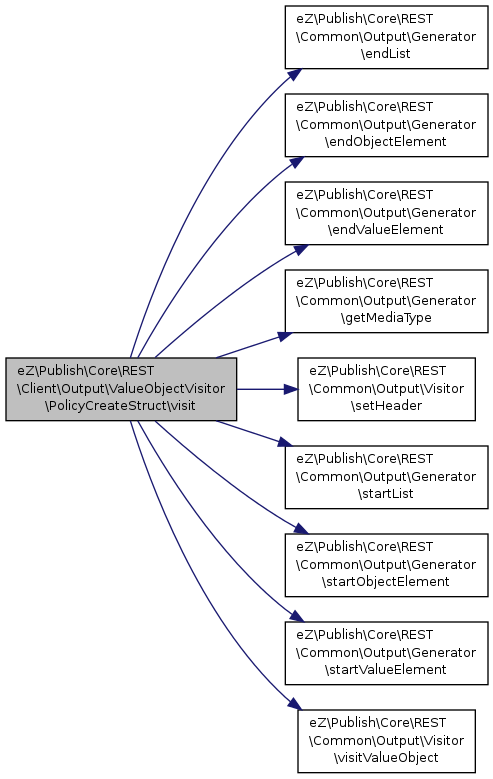 eZ\Publish\Core\REST
\Common\Output\Generator
\endList
eZ\Publish\Core\REST
\Common\Output\Generator
\endObjectElement
eZ\Publish\Core\REST
\Common\Output\Generator
\endValueElement
eZ\Publish\Core\REST
\Common\Output\Generator
\getMediaType
eZ\Publish\Core\REST
\Client\Output\ValueObjectVisitor
\PolicyCreateStruct\visit
eZ\Publish\Core\REST
\Common\Output\Visitor
\setHeader
eZ\Publish\Core\REST
\Common\Output\Generator
\startList
eZ\Publish\Core\REST
\Common\Output\Generator
\startObjectElement
eZ\Publish\Core\REST
\Common\Output\Generator
\startValueElement
eZ\Publish\Core\REST
\Common\Output\Visitor
\visitValueObject